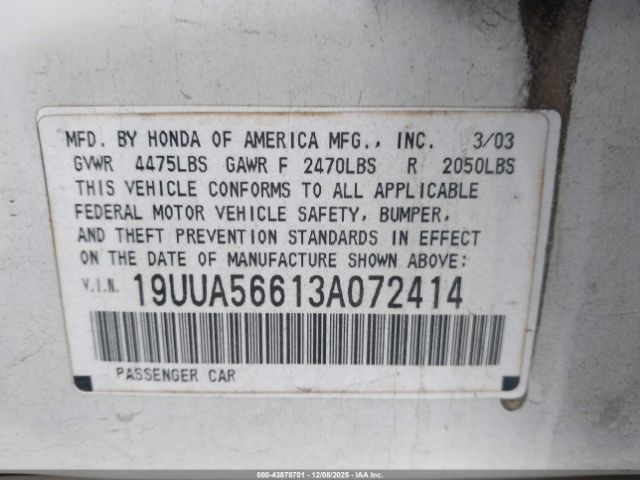 MFD. BY HONDA OF AMERICA MFG., INC. 3/03
GVWR 4475LBS GAWR F 2470LBS R 2050LBS
THIS VEHICLE CONFORMS TO ALL APPLICABLE
FEDERAL MOTOR VEHICLE SAFETY, BUMPER,
AND THEFT PREVENTION STANDARDS IN EFFECT
ON THE DATE OF MANUFACTURE SHOWN ABOVE:
V.I.N. 19UUA56613A072414
PASSENGER CAR
000-43878701 - 12/08/2025 - IAA Inc.